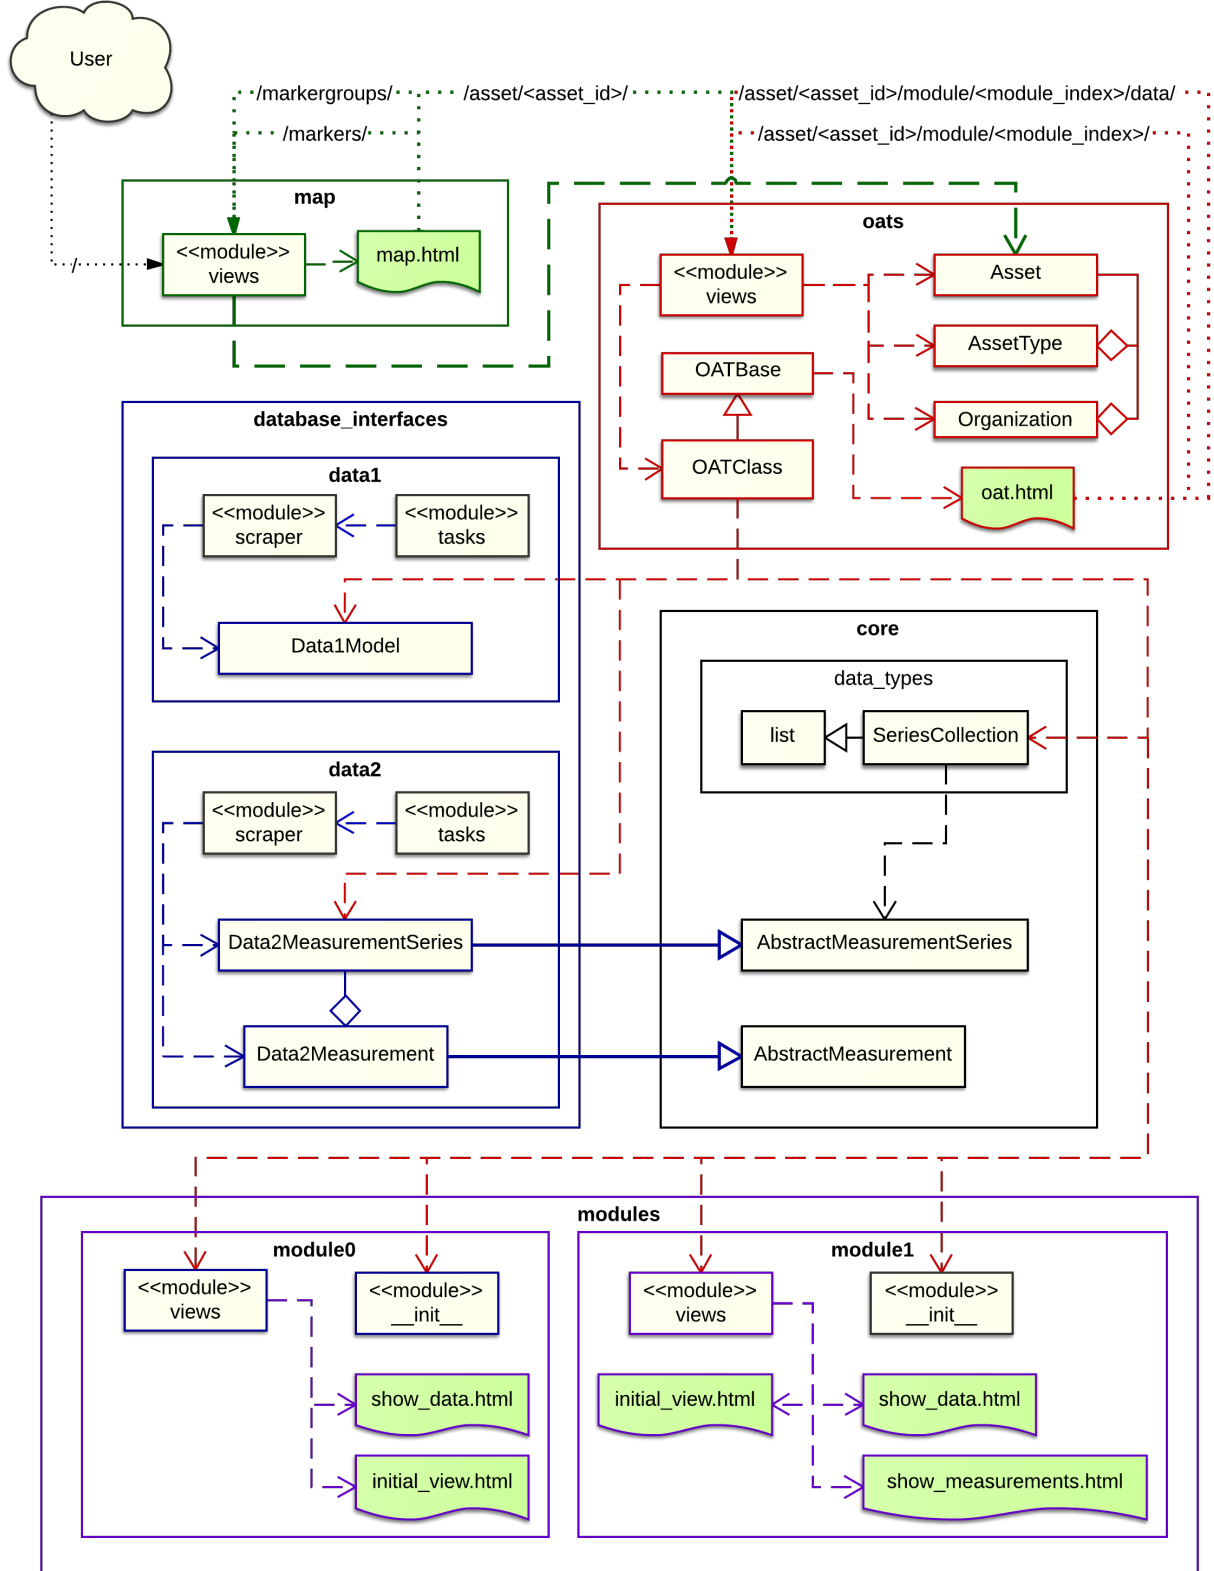 User
/markergroups/
/asset/<asset_id>/
/asset/<asset_id>/module/<module_index>/data/
/markers/
/asset/<asset_id>/module/<module_index>/
map
oats
<<module>>
views
map.html
/
<<module>>
views
Asset
AssetType
OATBase
Organization
OATClass
oat.html
database_interfaces
data1
<<module>>
scraper
<<module>>
tasks
Data1Model
core
data_types
list
SeriesCollection
data2
<<module>>
scraper
<<module>>
tasks
Data2MeasurementSeries
AbstractMeasurementSeries
Data2Measurement
AbstractMeasurement
modules
module0
<<module>>
views
<<module>>
__init__
show_data.html
initial_view.html
module1
<<module>>
views
<<module>>
__init__
initial_view.html
show_data.html
show_measurements.html